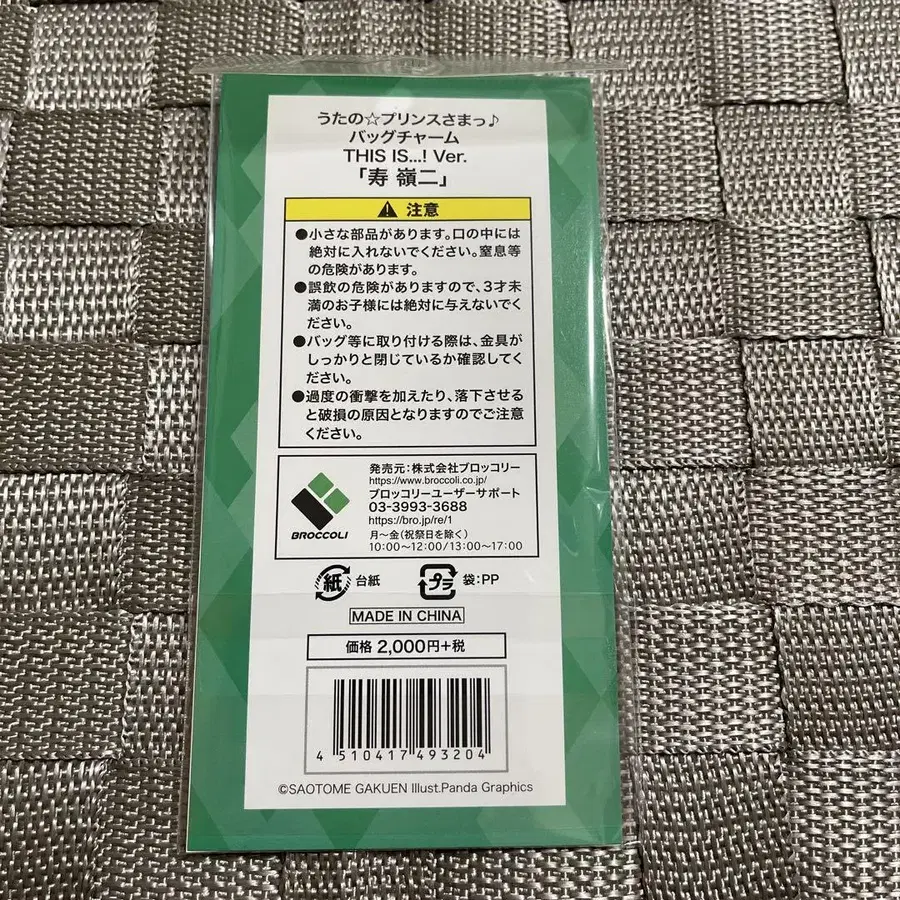 うたの☆プリンスさまっ♪
バッグチャーム
THIS IS...! Ver.
「寿 嶺二」
注意
●小さな部品があります。口の中には
絶対に入れないでください。窒息等
の危険があります。
●誤飲の危険がありますので、3才未
満のお子様には絶対に与えないでく
ださい。
●バッグ等に取り付ける際は、金具が
しっかりと閉じているか確認してく
ださい。
●過度の衝撃を加えたり、落下させる
と破損の原因となりますのでご注意
ください。
BROCCOLI
発売元:株式会社ブロッコリー
https://www.broccoli.co.jp/
ブロッコリーユーザーサポート
03-3993-3688
https://bro.jp/re/1
月～金(祝祭日を除く)
10:00～12:00/13:00～17:00
紙 台紙
プラ 袋:PP
MADE IN CHINA
価格 2,000円+税
4 510417 493204
©SAOTOME GAKUEN Illust.Panda Graphics